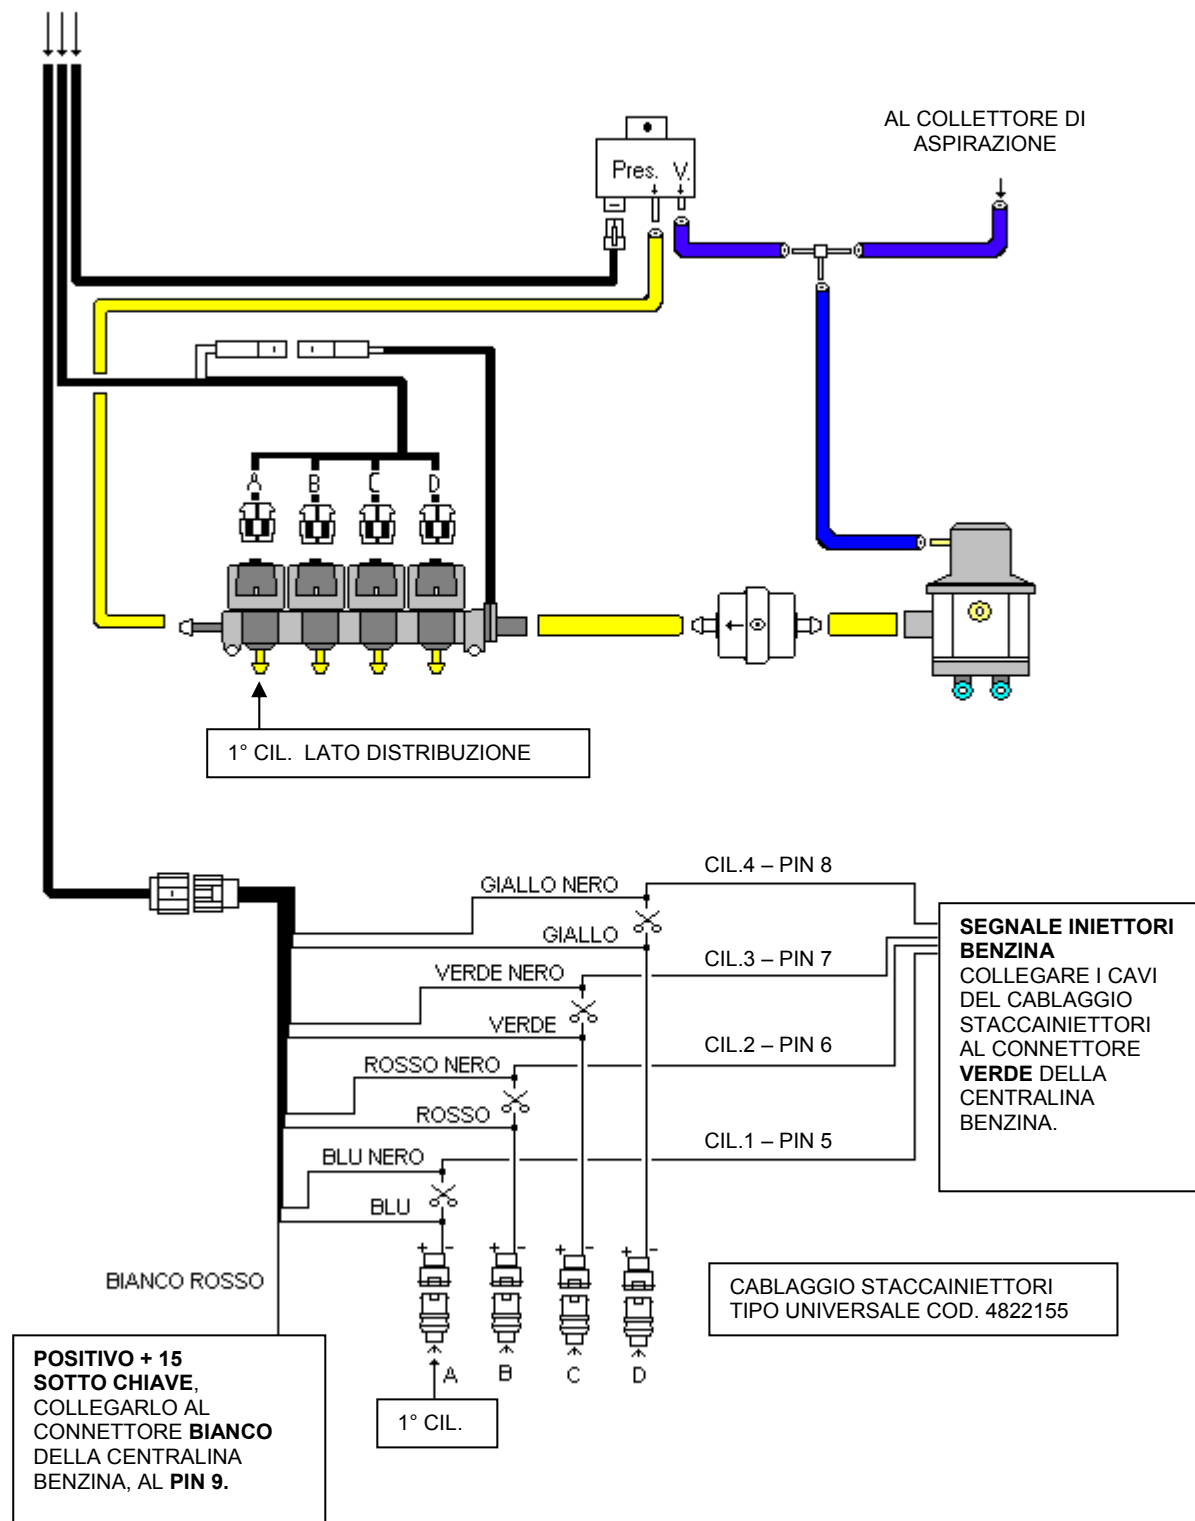 AL COLLETTORE DI
ASPIRAZIONE
Pres. V.
A B C D
1° CIL. LATO DISTRIBUZIONE
CIL.4 – PIN 8
GIALLO NERO
GIALLO
CIL.3 – PIN 7
VERDE NERO
VERDE
CIL.2 – PIN 6
ROSSO NERO
ROSSO
CIL.1 – PIN 5
BLU NERO
BLU
SEGNALE INIETTORI
BENZINA
COLLEGARE I CAVI
DEL CABLAGGIO
STACCAINIETTORI
AL CONNETTORE
VERDE DELLA
CENTRALINA
BENZINA.
+ - + - + - + -
BIANCO ROSSO
CABLAGGIO STACCAINIETTORI
TIPO UNIVERSALE COD. 4822155
A B C D
1° CIL.
POSITIVO + 15
SOTTO CHIAVE,
COLLEGARLO AL
CONNETTORE BIANCO
DELLA CENTRALINA
BENZINA, AL PIN 9.